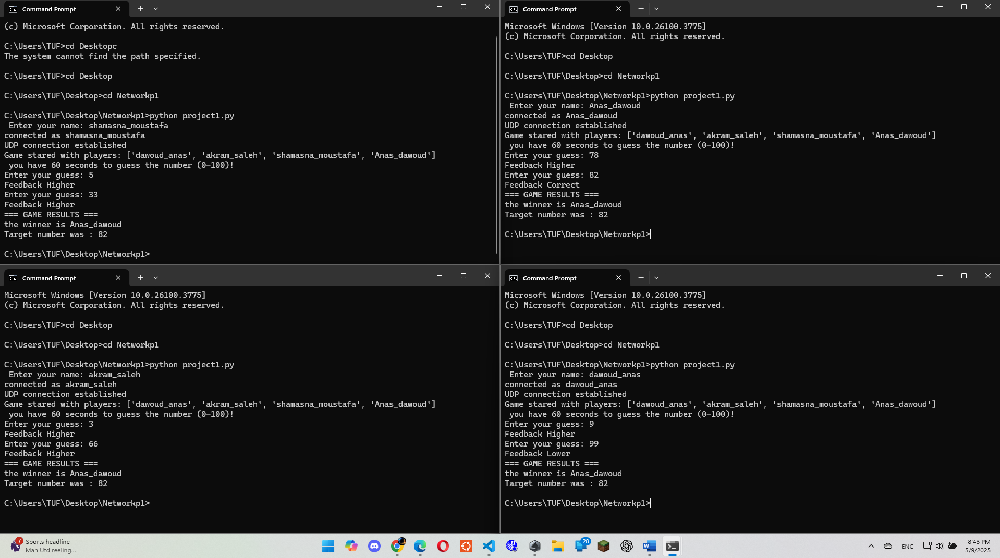 Command Prompt
(c) Microsoft Corporation. All rights reserved.
C:\Users\TUF>cd Desktopc
The system cannot find the path specified.
C:\Users\TUF>cd Desktop
C:\Users\TUF\Desktop>cd Networkp1
C:\Users\TUF\Desktop\Networkp1>python project1.py
Enter your name: shamasna_moustafa
connected as shamasna_moustafa
UDP connection established
Game stared with players: ['dawoud_anas', 'akram_saleh', 'shamasna_moustafa', 'Anas_dawoud']
you have 60 seconds to guess the number (0-100)!
Enter your guess: 5
Feedback Higher
Enter your guess: 33
Feedback Higher
=== GAME RESULTS ===
the winner is Anas_dawoud
Target number was : 82
C:\Users\TUF\Desktop\Networkp1>
Command Prompt
Microsoft Windows [Version 10.0.26100.3775]
(c) Microsoft Corporation. All rights reserved.
C:\Users\TUF>cd Desktop
C:\Users\TUF\Desktop>cd Networkp1
C:\Users\TUF\Desktop\Networkp1>python project1.py
Enter your name: Anas_dawoud
connected as Anas_dawoud
UDP connection established
Game stared with players: ['dawoud_anas', 'akram_saleh', 'shamasna_moustafa', 'Anas_dawoud']
you have 60 seconds to guess the number (0-100)!
Enter your guess: 78
Feedback Higher
Enter your guess: 82
Feedback Correct
=== GAME RESULTS ===
the winner is Anas_dawoud
Target number was : 82
C:\Users\TUF\Desktop\Networkp1>
Command Prompt
Microsoft Windows [Version 10.0.26100.3775]
(c) Microsoft Corporation. All rights reserved.
C:\Users\TUF>cd Desktop
C:\Users\TUF\Desktop>cd Networkp1
C:\Users\TUF\Desktop\Networkp1>python project1.py
Enter your name: akram_saleh
connected as akram_saleh
UDP connection established
Game stared with players: ['dawoud_anas', 'akram_saleh', 'shamasna_moustafa', 'Anas_dawoud']
you have 60 seconds to guess the number (0-100)!
Enter your guess: 3
Feedback Higher
Enter your guess: 66
Feedback Higher
=== GAME RESULTS ===
the winner is Anas_dawoud
Target number was : 82
C:\Users\TUF\Desktop\Networkp1>
Command Prompt
Microsoft Windows [Version 10.0.26100.3775]
(c) Microsoft Corporation. All rights reserved.
C:\Users\TUF>cd Desktop
C:\Users\TUF\Desktop>cd Networkp1
C:\Users\TUF\Desktop\Networkp1>python project1.py
Enter your name: dawoud_anas
connected as dawoud_anas
UDP connection established
Game stared with players: ['dawoud_anas', 'akram_saleh', 'shamasna_moustafa', 'Anas_dawoud']
you have 60 seconds to guess the number (0-100)!
Enter your guess: 9
Feedback Higher
Enter your guess: 99
Feedback Lower
=== GAME RESULTS ===
the winner is Anas_dawoud
Target number was : 82
C:\Users\TUF\Desktop\Networkp1>
7
Sports headline
Man Utd reeling...
28
ENG
8:43 PM
5/9/2025